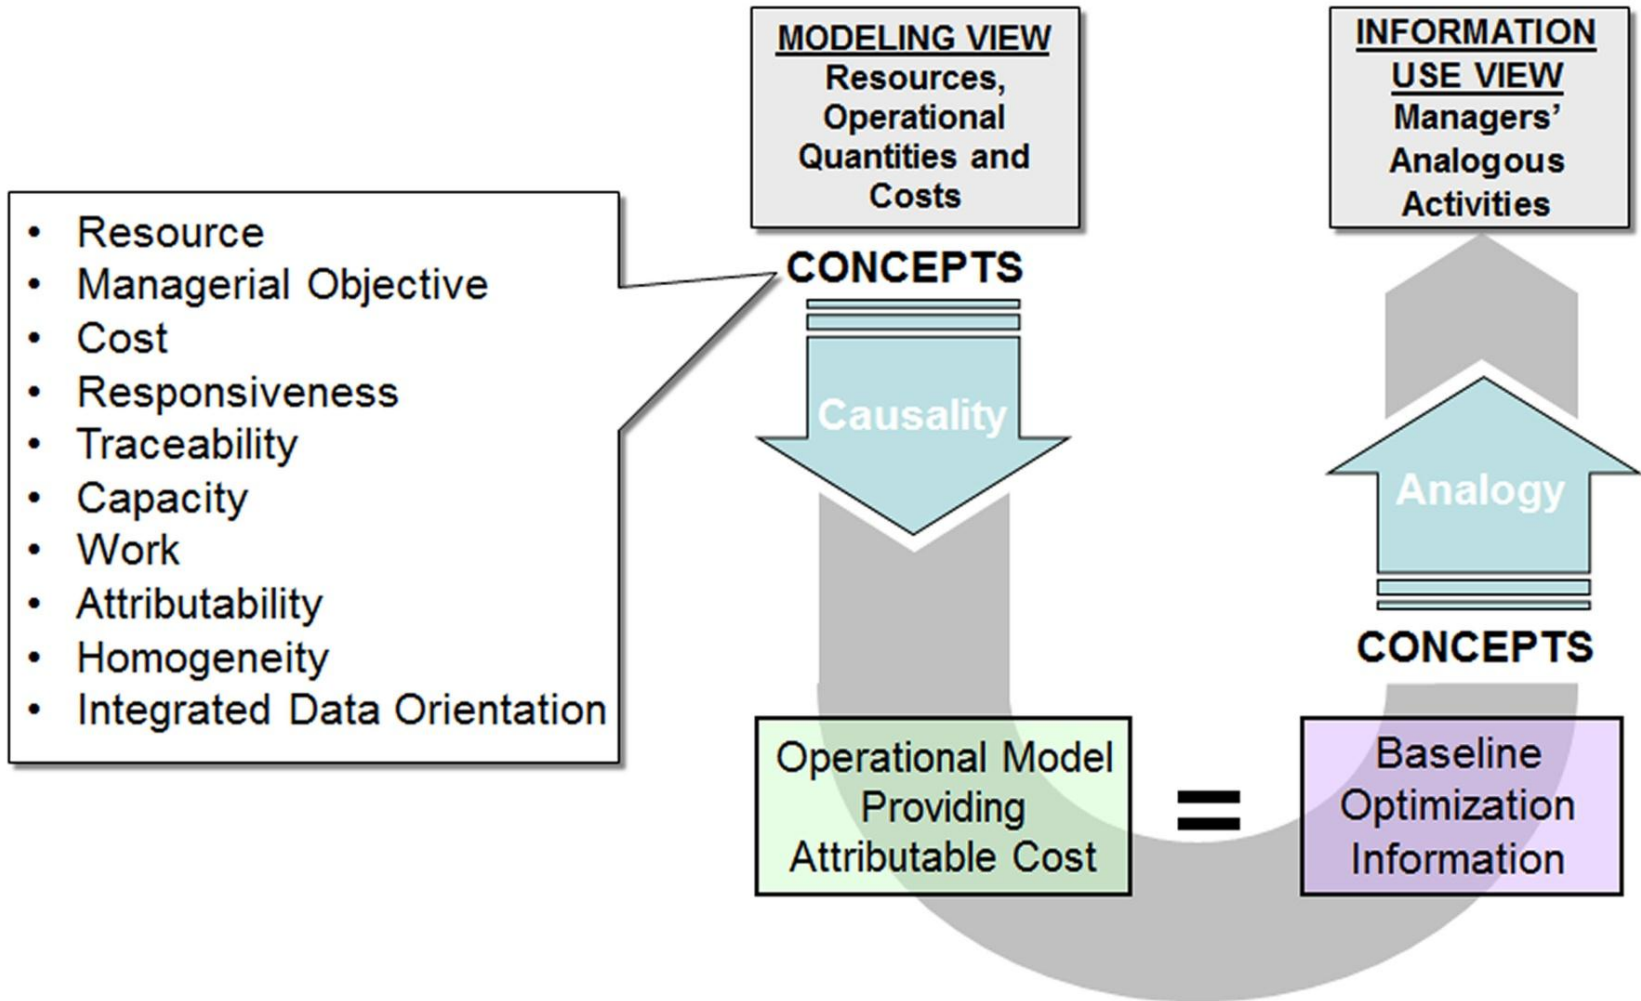 MODELING VIEW
Resources,
Operational
Quantities and
Costs
INFORMATION
USE VIEW
Managers’
Analogous
Activities
• Resource
• Managerial Objective
• Cost
• Responsiveness
• Traceability
• Capacity
• Work
• Attributability
• Homogeneity
• Integrated Data Orientation
CONCEPTS
Causality
Analogy
CONCEPTS
Operational Model
Providing
Attributable Cost
=
Baseline
Optimization
Information